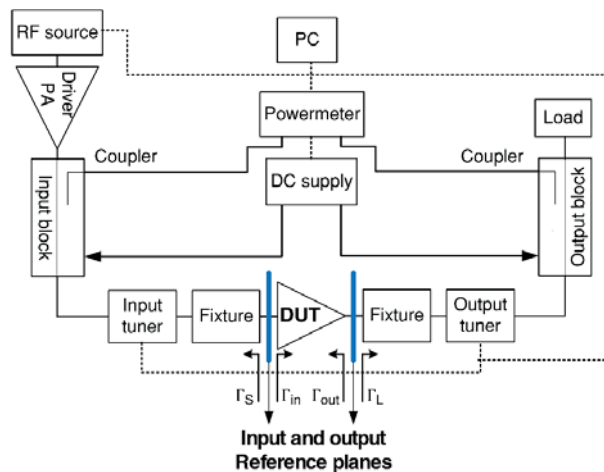 RF source
PC
Driver
PA
Powermeter
Load
Coupler
Coupler
DC supply
Input block
Output block
Input
tuner
Fixture
DUT
Fixture
Output
tuner
ΓS
Γin
Γout
ΓL
Input and output
Reference planes